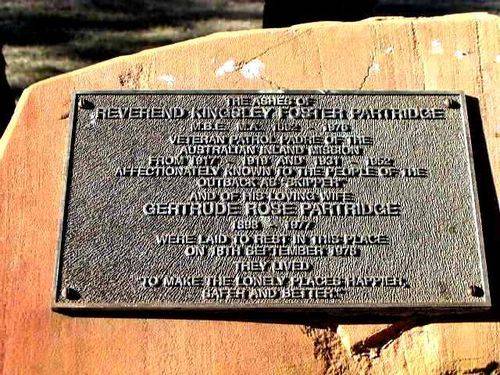 THE ASHES OF
REVEREND KINGSLEY FOSTER PARTRIDGE
M.B.E. M.A. 1892 - 1976
VETERAN PATROL PADRE OF THE
AUSTRALIAN INLAND MISSION
FROM 1917 - 1919 AND 1931 - 1952
AFFECTIONATELY KNOWN TO THE PEOPLE OF THE
OUTBACK AS "SKIPPER"
AND OF HIS LOVING WIFE
GERTRUDE ROSE PARTRIDGE
1898 - 1977
WERE LAID TO REST IN THIS PLACE
ON 18TH SEPTEMBER 1978
THEY LIVED
"TO MAKE THE LONELY PLACES HAPPIER,
SAFER AND BETTER."